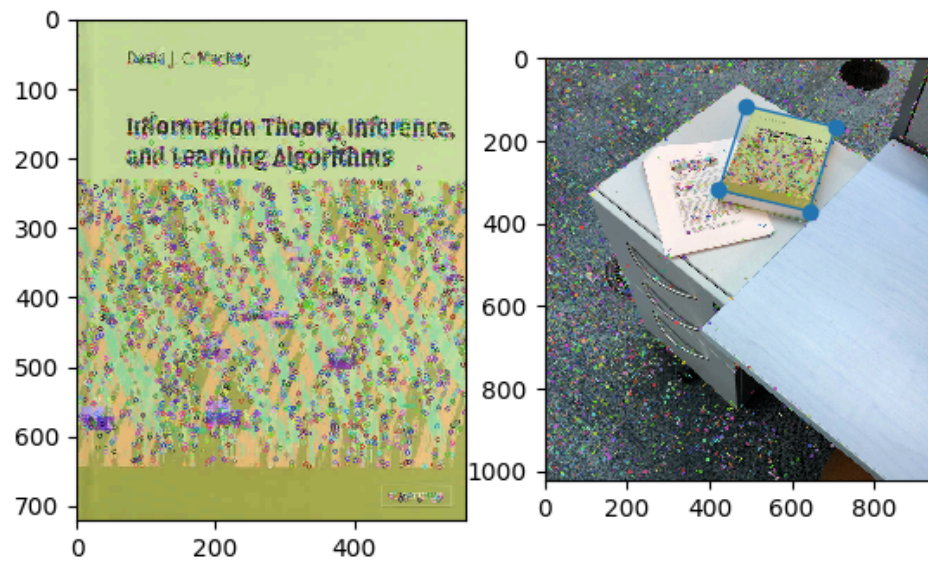 David J. C. MacKay
Information Theory, Inference,
and Learning Algorithms
0
100
200
300
400
500
600
700
0 200 400
0
200
400
600
800
1000
0 200 400 600 800